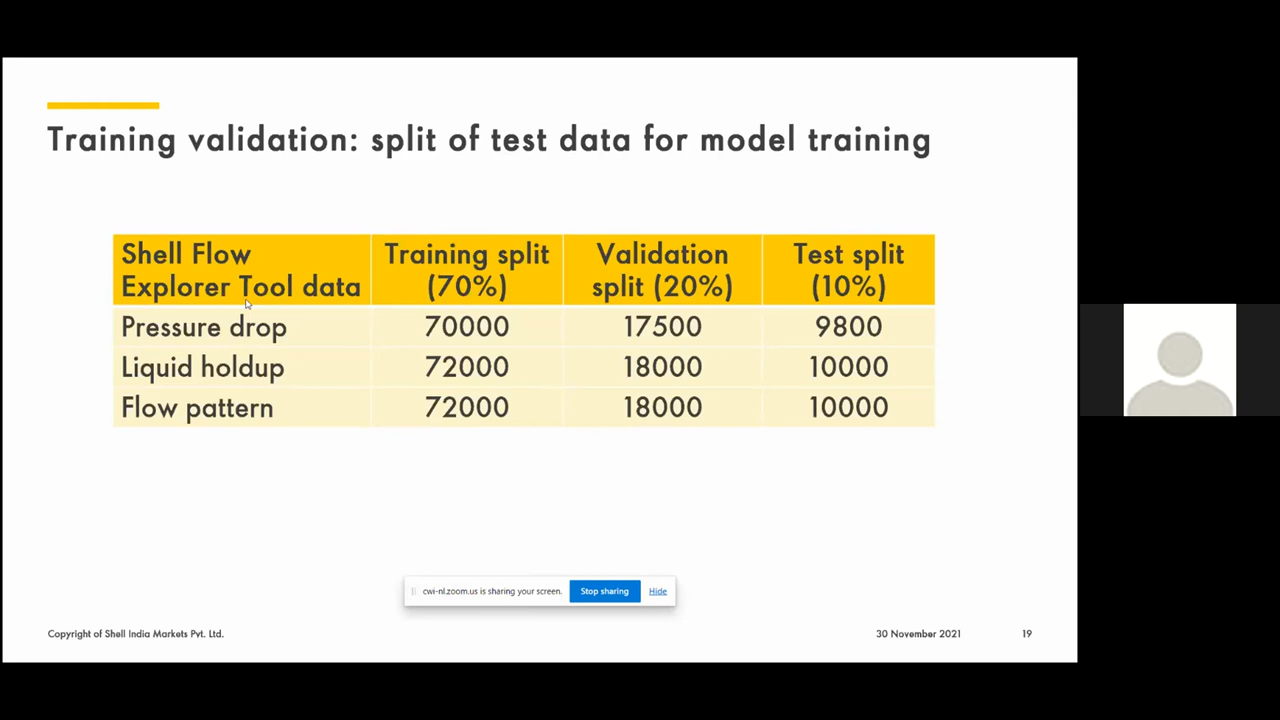 Training validation: split of test data for model training
Shell Flow Explorer Tool data Training split (70%) Validation split (20%) Test split (10%)
Pressure drop 70000 17500 9800
Liquid holdup 72000 18000 10000
Flow pattern 72000 18000 10000
cwi-nl.zoom.us is sharing your screen. Stop sharing Hide
Copyright of Shell India Markets Pvt. Ltd. 30 November 2021 19